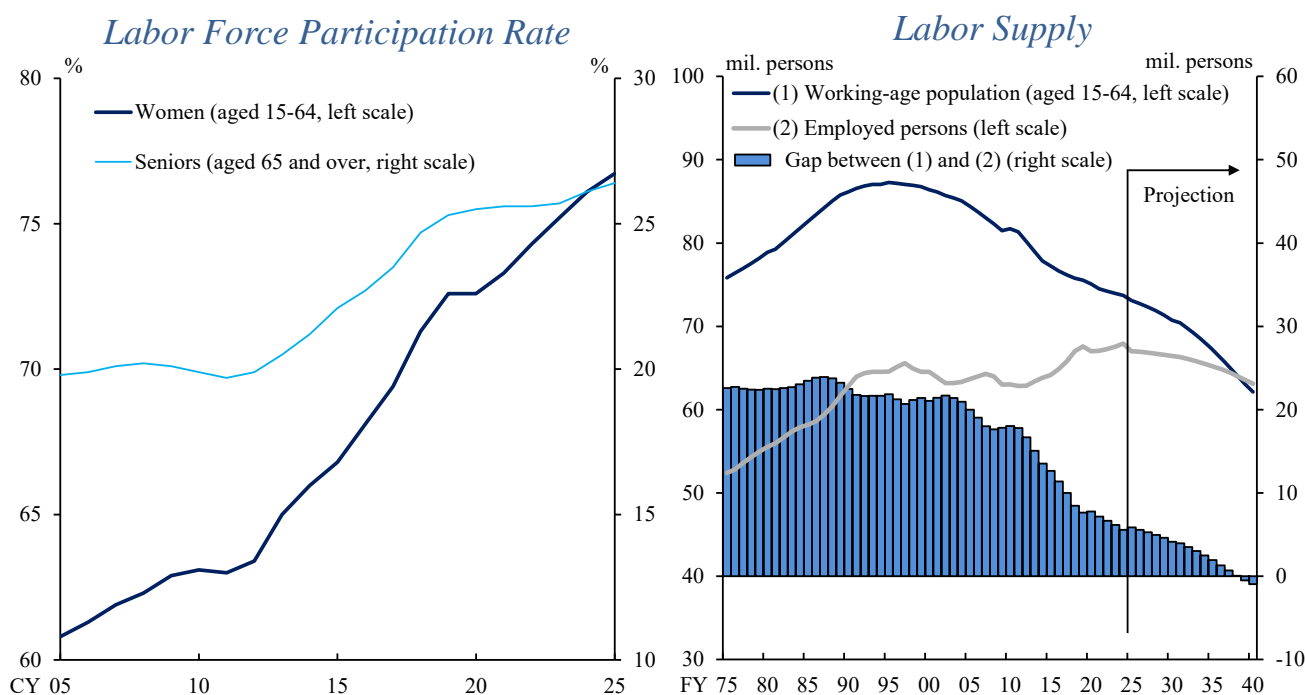 Labor Force Participation Rate
%
%
80
75
70
65
60
30
25
20
15
10
Women (aged 15-64, left scale)
Seniors (aged 65 and over, right scale)
CY 05 10 15 20 25
Labor Supply
mil. persons
mil. persons
100
90
80
70
60
50
40
30
60
50
40
30
20
10
0
-10
(1) Working-age population (aged 15-64, left scale)
(2) Employed persons (left scale)
Gap between (1) and (2) (right scale)
Projection
FY 75 80 85 90 95 00 05 10 15 20 25 30 35 40